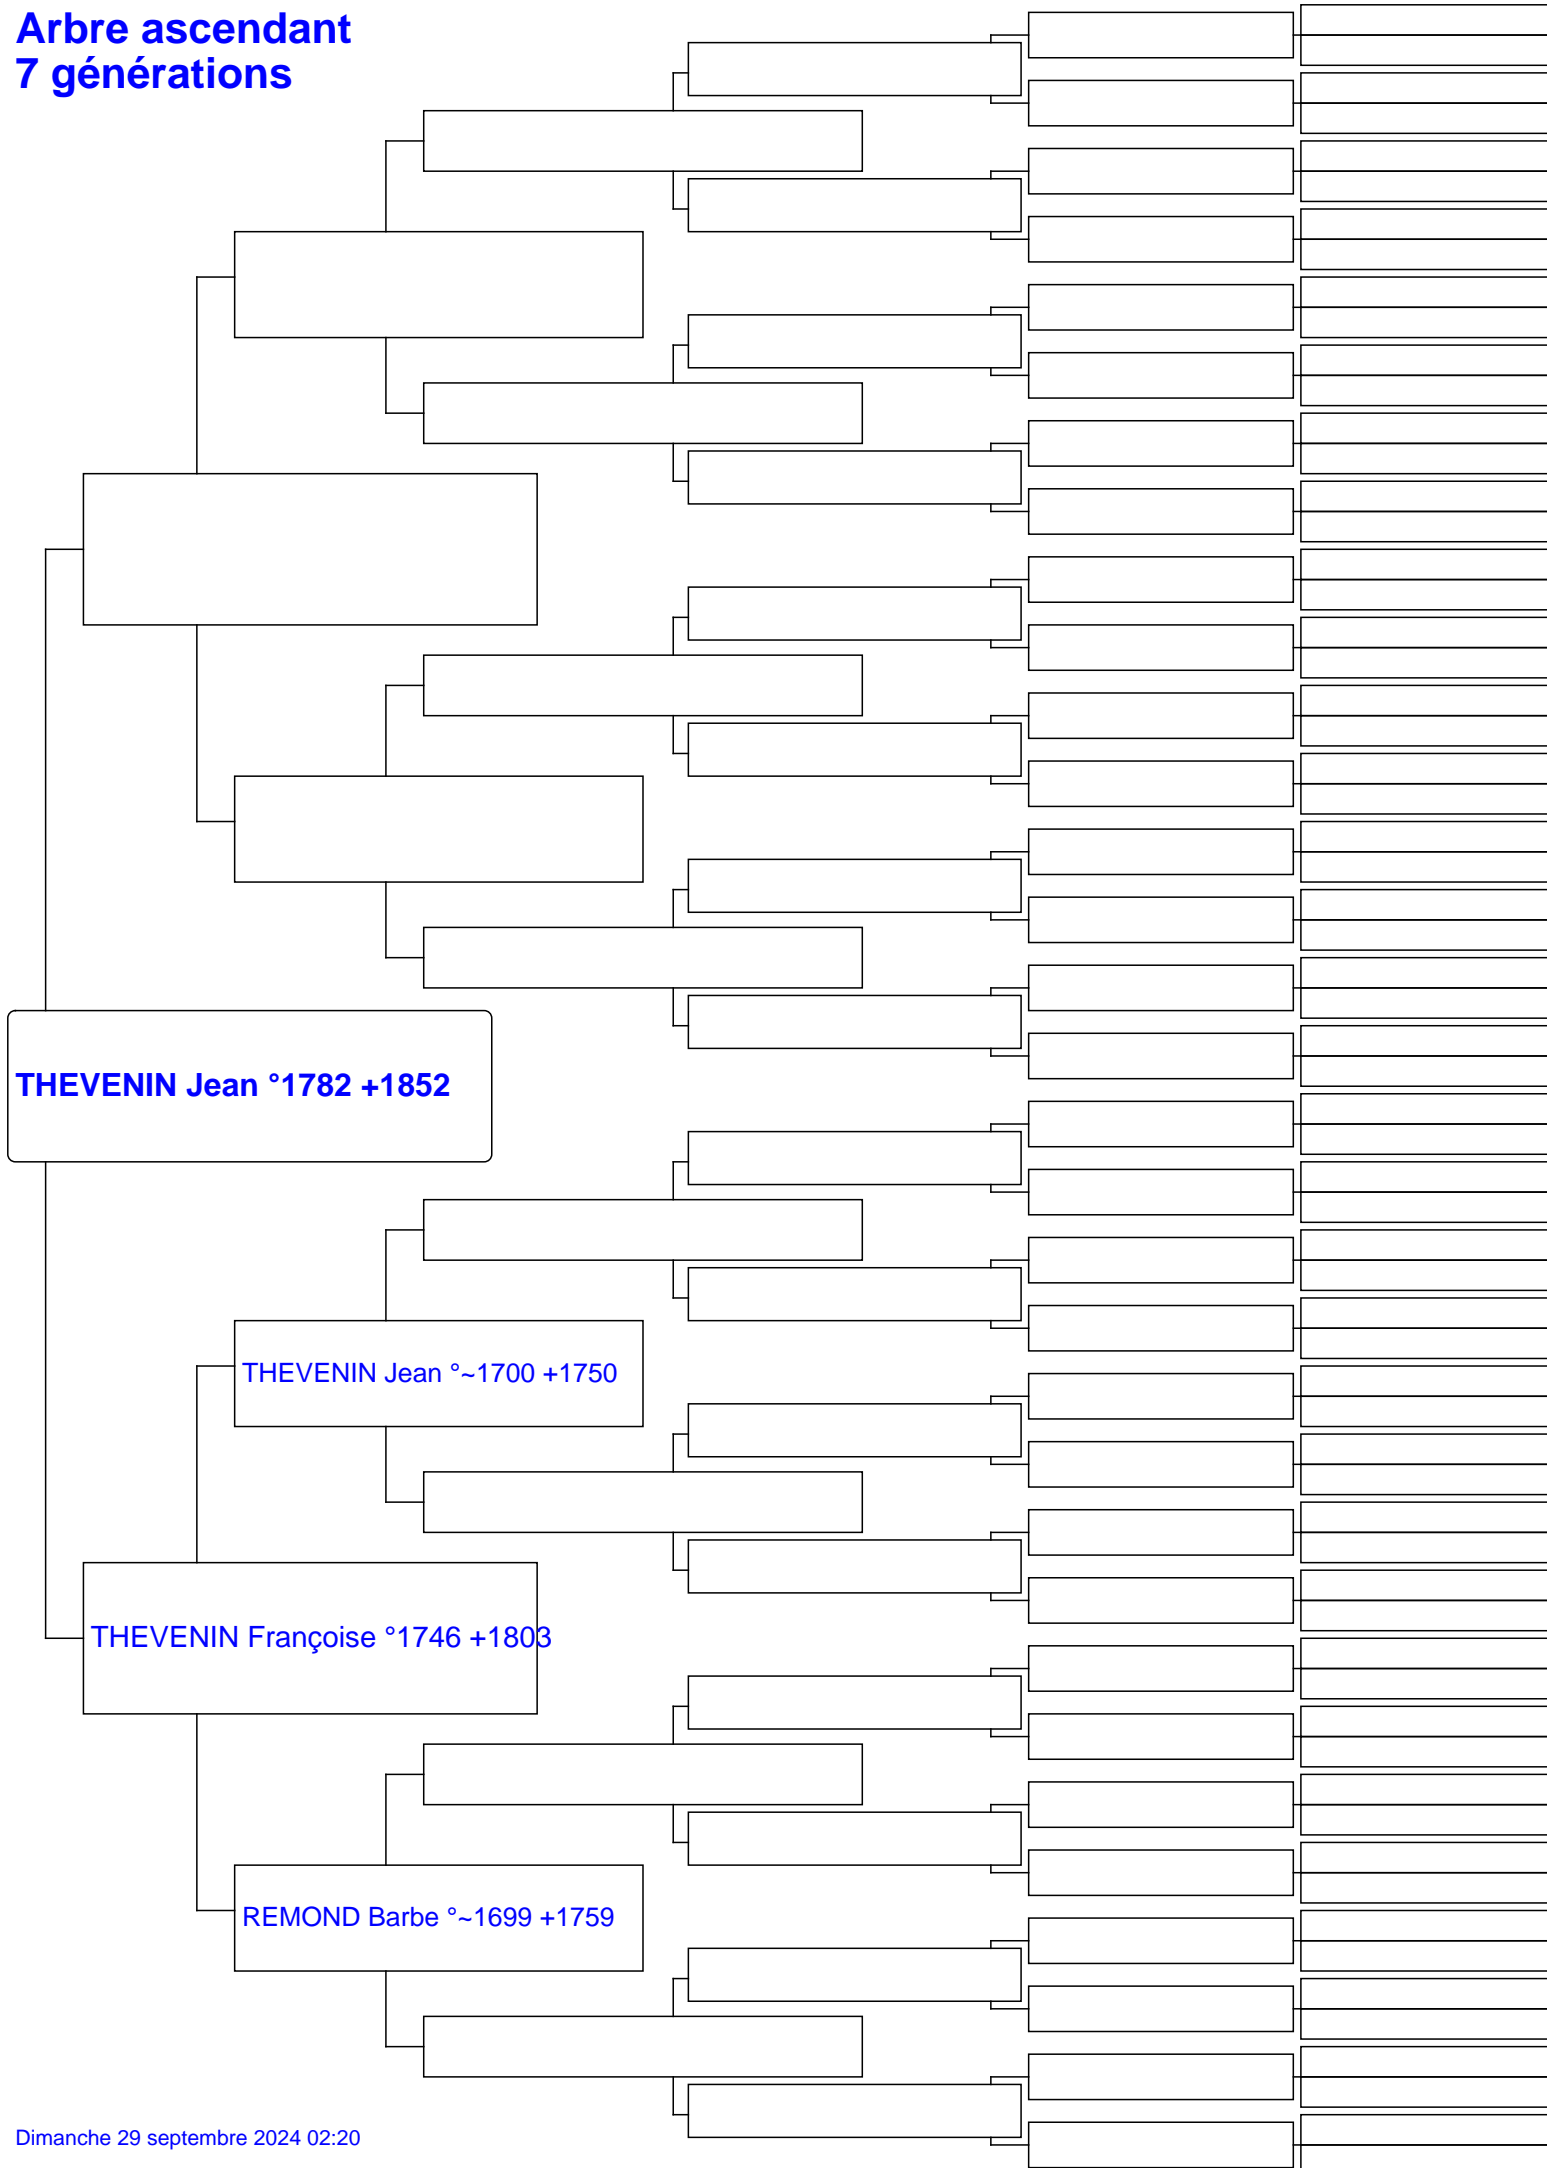 Arbre ascendant
7 générations
THEVENIN Jean °1782 +1852
THEVENIN Jean °~1700 +1750
THEVENIN Françoise °1746 +1803
REMOND Barbe °~1699 +1759
Dimanche 29 septembre 2024 02:20